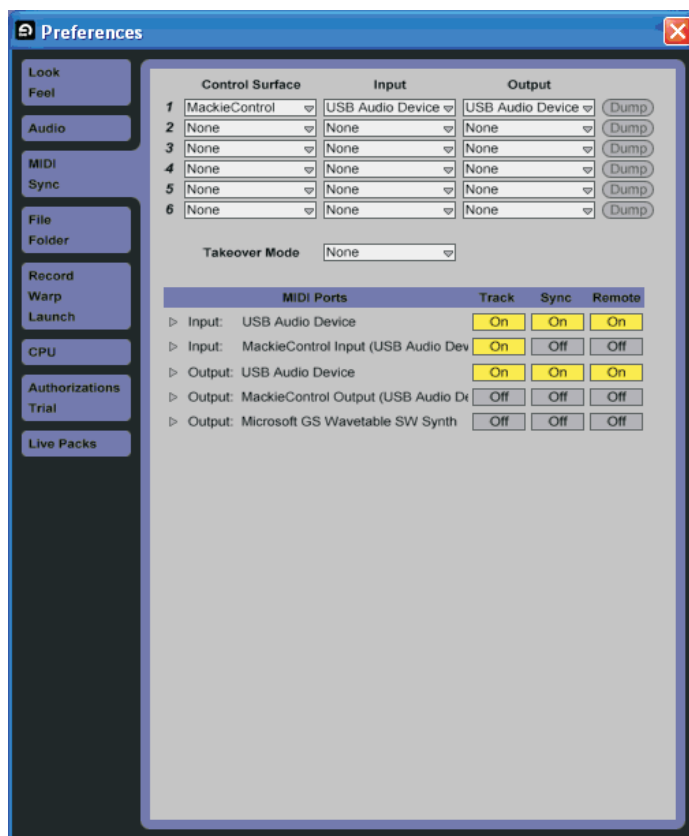 Preferences
Look
Feel
Audio
MIDI
Sync
File
Folder
Record
Warp
Launch
CPU
Authorizations
Trial
Live Packs
Control Surface Input Output
1 MackieControl USB Audio Device USB Audio Device Dump
2 None None None Dump
3 None None None Dump
4 None None None Dump
5 None None None Dump
6 None None None Dump
Takeover Mode None
MIDI Ports Track Sync Remote
Input: USB Audio Device On On On
Input: MackieControl Input (USB Audio Dev On Off Off
Output: USB Audio Device On On On
Output: MackieControl Output (USB Audio De Off Off Off
Output: Microsoft GS Wavetable SW Synth Off Off Off